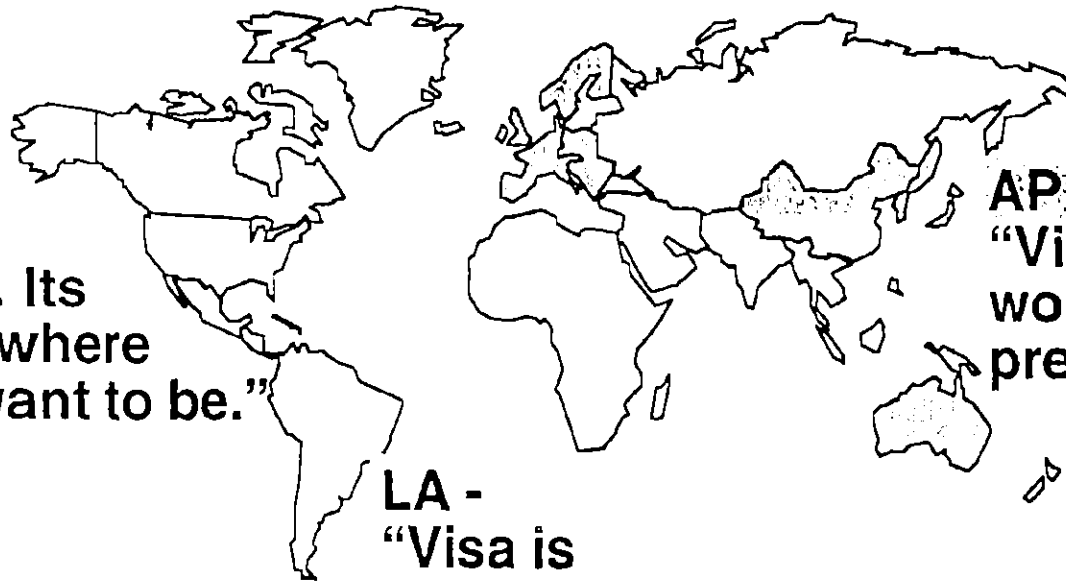 . Its
where
want to be.”
LA -
“Visa is
AP
“Vi
wo
pre